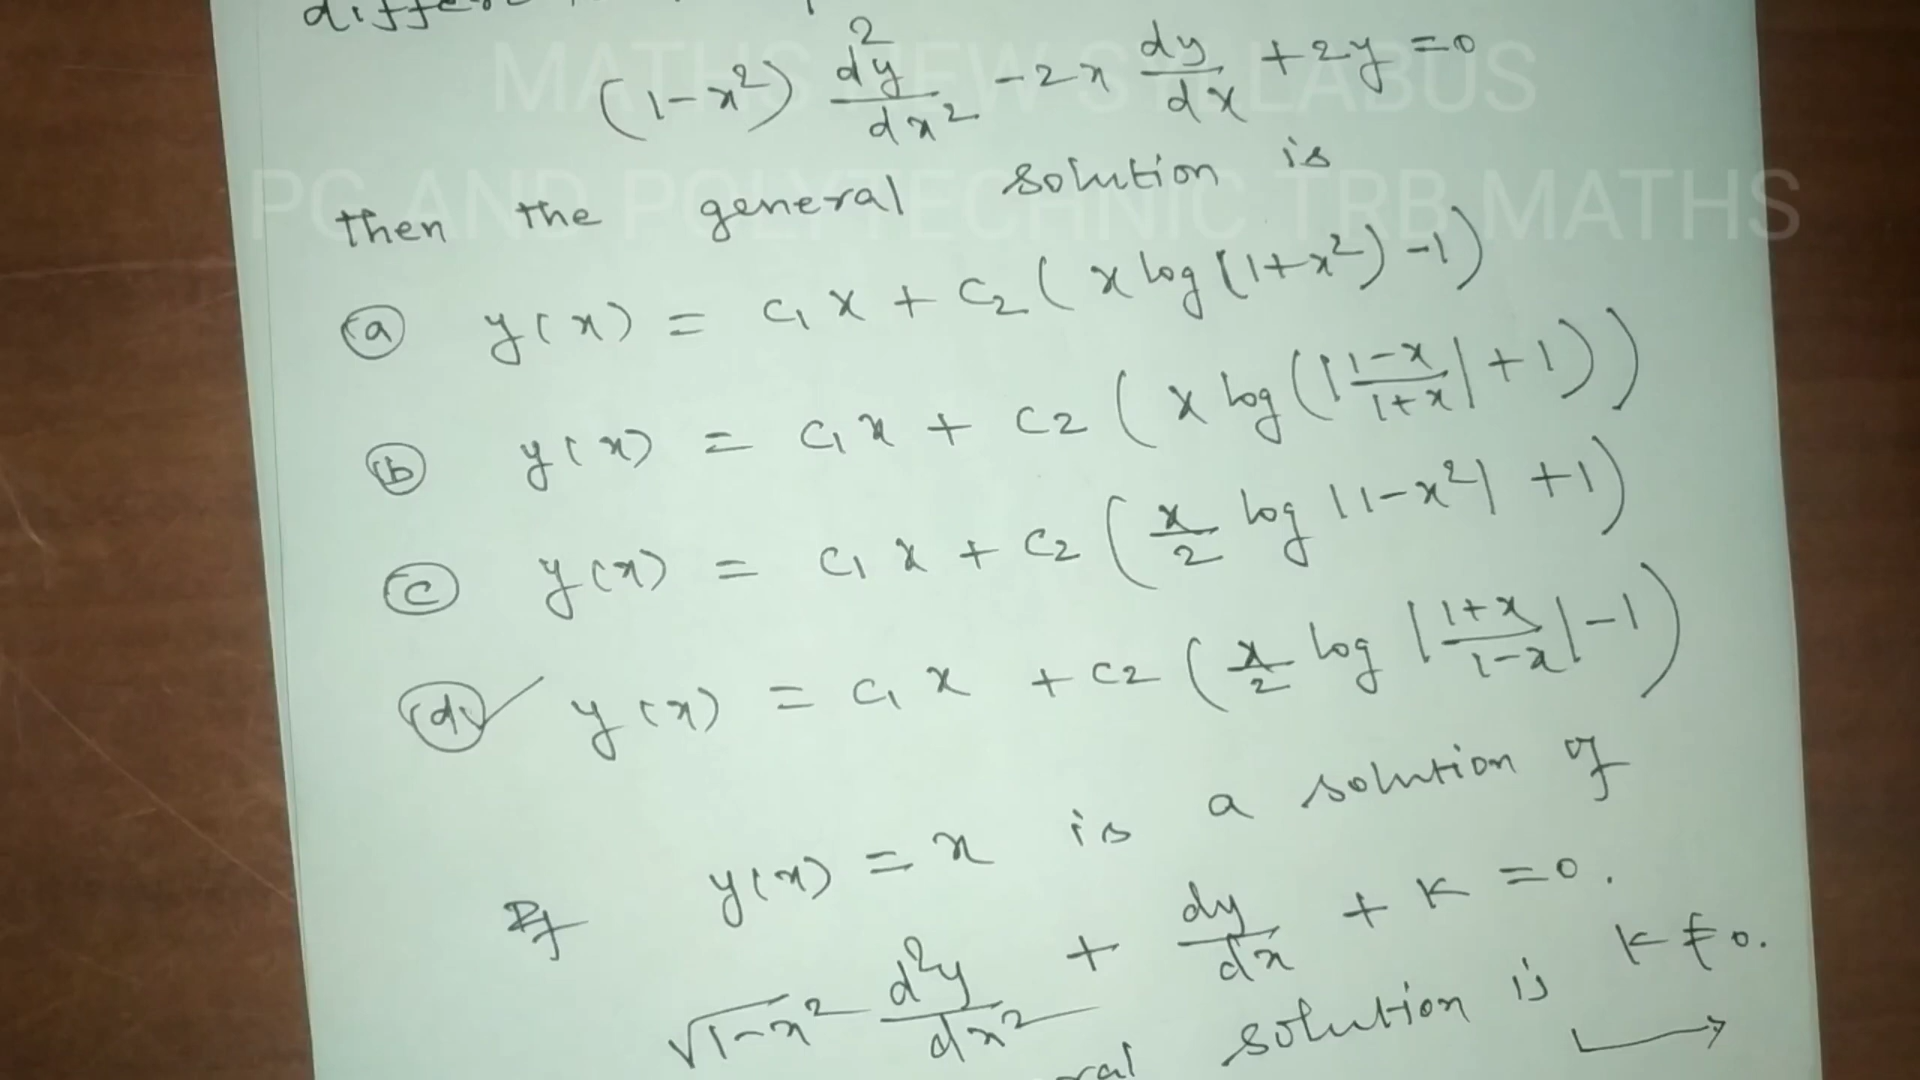 (1-x²) d²y/dx² -2x dy/dx +2y =0
then the general solution is
(a) y(x) = c₁x + c₂(x log(1+x²)-1)
(b) y(x) = c₁x + c₂(x log(|1-x/1+x|+1))
(c) y(x) = c₁x + c₂(x/2 log|1-x²| +1)
(d) ✓ y(x) = c₁x + c₂(x/2 log|1+x/1-x|-1)
If y(x) = x is a solution of
√1-x² d²y/dx² + dy/dx + K =0.
solution is K≠0.
MATHS NEW SYLLABUS
PG AND POLYTECHNIC TRB MATHS